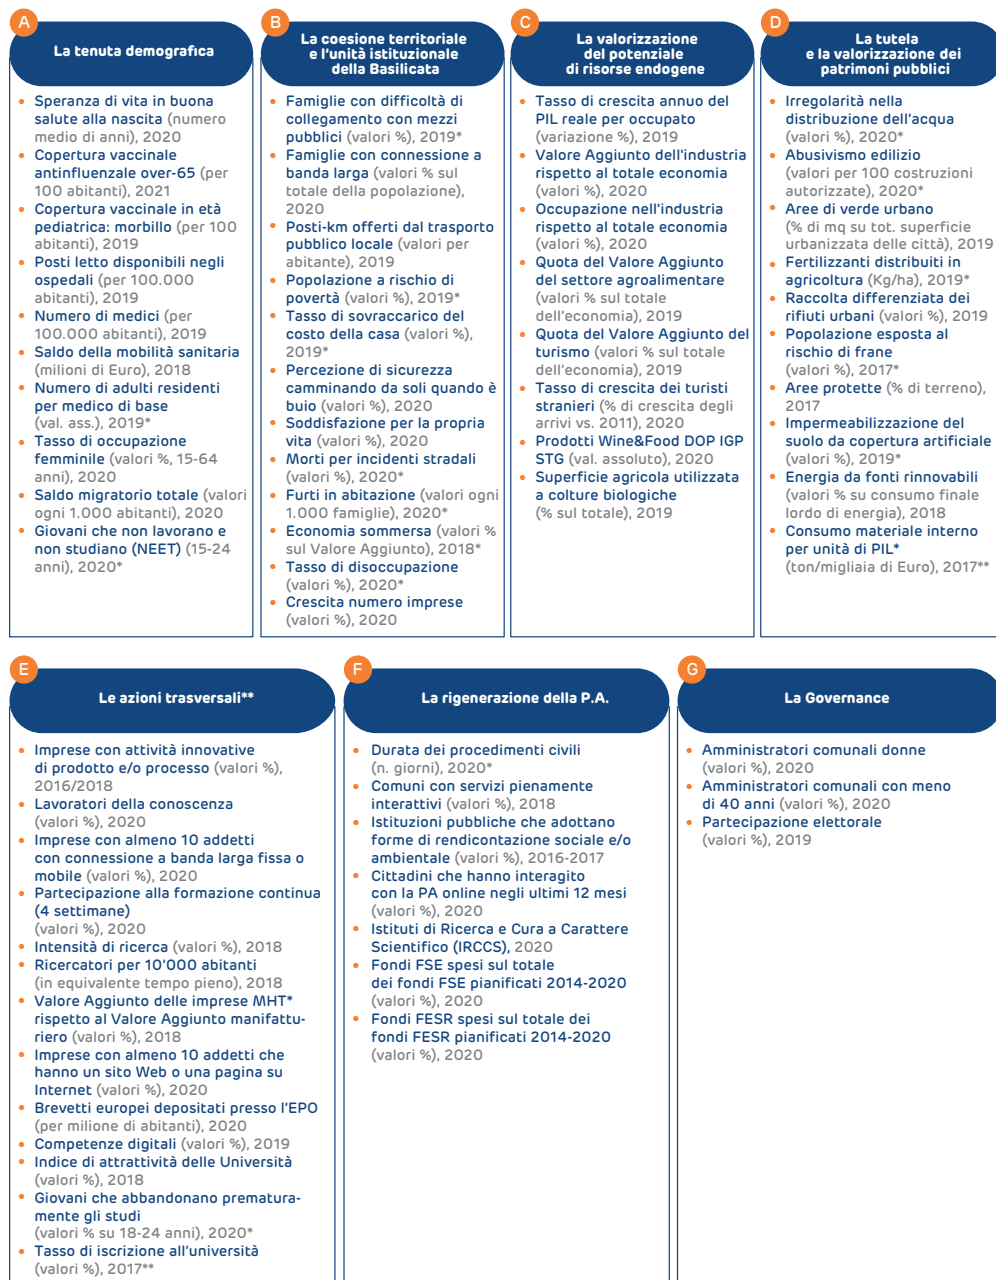 A
La tenuta demografica
Speranza di vita in buona
salute alla nascita (numero
medio di anni), 2020
Copertura vaccinale
antinfluenzale over-65 (per
100 abitanti), 2021
Copertura vaccinale in età
pediatrica: morbillo (per 100
abitanti), 2019
Posti letto disponibili negli
ospedali (per 100.000
abitanti), 2019
Numero di medici (per
100.000 abitanti), 2019
Saldo della mobilità sanitaria
(milioni di Euro), 2018
Numero di adulti residenti
per medico di base
(val. ass.), 2019*
Tasso di occupazione
femminile (valori %, 15-64
anni), 2020
Saldo migratorio totale (valori
ogni 1.000 abitanti), 2020
Giovani che non lavorano e
non studiano (NEET) (15-24
anni), 2020*
B
La coesione territoriale
e l'unità istituzionale
della Basilicata
Famiglie con difficoltà di
collegamento con mezzi
pubblici (valori %), 2019*
Famiglie con connessione a
banda larga (valori % sul
totale della popolazione),
2020
Posti-km offerti dal trasporto
pubblico locale (valori per
abitante), 2019
Popolazione a rischio di
povertà (valori %), 2019*
Tasso di sovraccarico del
costo della casa (valori %),
2019*
Percezione di sicurezza
camminando da soli quando è
buio (valori %), 2020
Soddisfazione per la propria
vita (valori %), 2020
Morti per incidenti stradali
(valori %), 2020*
Furti in abitazione (valori ogni
1.000 famiglie), 2020*
Economia sommersa (valori %
sul Valore Aggiunto), 2018*
Tasso di disoccupazione
(valori %), 2020*
Crescita numero imprese
(valori %), 2020
C
La valorizzazione
del potenziale
di risorse endogene
Tasso di crescita annuo del
PIL reale per occupato
(variazione %), 2019
Valore Aggiunto dell'industria
rispetto al totale economia
(valori %), 2020
Occupazione nell'industria
rispetto al totale economia
(valori %), 2020
Quota del Valore Aggiunto
del settore agroalimentare
(valori % sul totale
dell'economia), 2019
Quota del Valore Aggiunto del
turismo (valori % sul totale
dell'economia), 2019
Tasso di crescita dei turisti
stranieri (% di crescita degli
arrivi vs. 2011), 2020
Prodotti Wine&Food DOP IGP
STG (val. assoluto), 2020
Superficie agricola utilizzata
a colture biologiche
(% sul totale), 2019
D
La tutela
e la valorizzazione dei
patrimoni pubblici
Irregolarità nella
distribuzione dell'acqua
(valori %), 2020*
Abusivismo edilizio
(valori per 100 costruzioni
autorizzate), 2020*
Aree di verde urbano
(% di mq su tot. superficie
urbanizzata delle città), 2019
Fertilizzanti distribuiti in
agricoltura (Kg/ha), 2019*
Raccolta differenziata dei
rifiuti urbani (valori %), 2019
Popolazione esposta al
rischio di frane
(valori %), 2017*
Aree protette (% di terreno),
2017
Impermeabilizzazione del
suolo da copertura artificiale
(valori %), 2019*
Energia da fonti rinnovabili
(valori % su consumo finale
lordo di energia), 2018
Consumo materiale interno
per unità di PIL*
(ton/migliaia di Euro), 2017**
E
Le azioni trasversali**
Imprese con attività innovative
di prodotto e/o processo (valori %),
2016/2018
Lavoratori della conoscenza
(valori %), 2020
Imprese con almeno 10 addetti
con connessione a banda larga fissa o
mobile (valori %), 2020
Partecipazione alla formazione continua
(4 settimane)
(valori %), 2020
Intensità di ricerca (valori %), 2018
Ricercatori per 10'000 abitanti
(in equivalente tempo pieno), 2018
Valore Aggiunto delle imprese MHT*
rispetto al Valore Aggiunto manifattu-
riero (valori %), 2018
Imprese con almeno 10 addetti che
hanno un sito Web o una pagina su
Internet (valori %), 2020
Brevetti europei depositati presso l'EPO
(per milione di abitanti), 2020
Competenze digitali (valori %), 2019
Indice di attrattività delle Università
(valori %), 2018
Giovani che abbandonano prematura-
mente gli studi
(valori % su 18-24 anni), 2020*
Tasso di iscrizione all'università
(valori %), 2017**
F
La rigenerazione della P.A.
Durata dei procedimenti civili
(n. giorni), 2020*
Comuni con servizi pienamente
interattivi (valori %), 2018
Istituzioni pubbliche che adottano
forme di rendicontazione sociale e/o
ambientale (valori %), 2016-2017
Cittadini che hanno interagito
con la PA online negli ultimi 12 mesi
(valori %), 2020
Istituti di Ricerca e Cura a Carattere
Scientifico (IRCCS), 2020
Fondi FSE spesi sul totale
dei fondi FSE pianificati 2014-2020
(valori %), 2020
Fondi FESR spesi sul totale dei
fondi FESR pianificati 2014-2020
(valori %), 2020
G
La Governance
Amministratori comunali donne
(valori %), 2020
Amministratori comunali con meno
di 40 anni (valori %), 2020
Partecipazione elettorale
(valori %), 2019